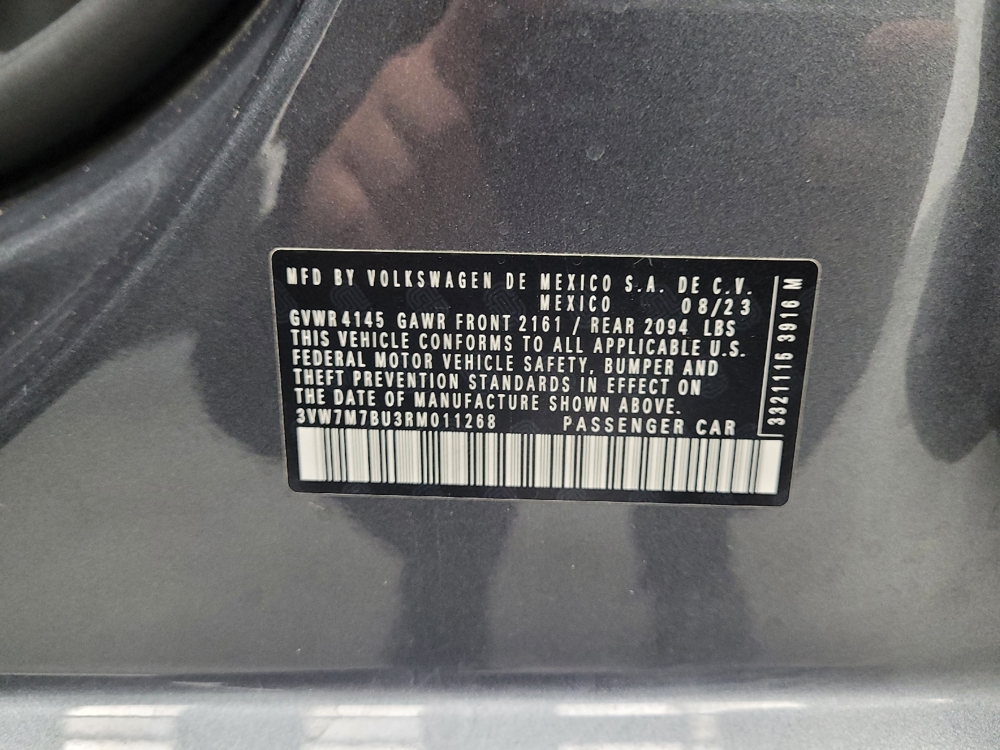 MFD BY VOLKSWAGEN DE MEXICO S.A. DE C.V.
MEXICO 08/23
GVWR 4145 GAWR FRONT 2161 / REAR 2094 LBS
THIS VEHICLE CONFORMS TO ALL APPLICABLE U.S.
FEDERAL MOTOR VEHICLE SAFETY, BUMPER AND
THEFT PREVENTION STANDARDS IN EFFECT ON
THE DATE OF MANUFACTURE SHOWN ABOVE.
3VW7M7BU3RM011268 PASSENGER CAR
3321116 3916 M